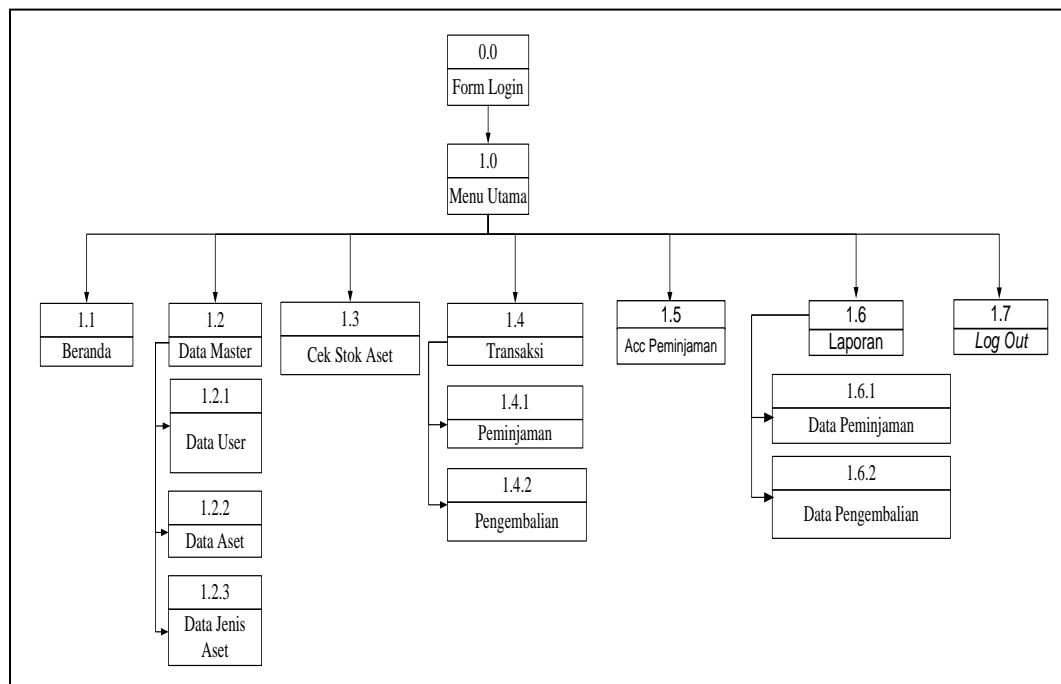 0.0
Form Login
1.0
Menu Utama
1.1
Beranda
1.2
Data Master
1.2.1
Data User
1.2.2
Data Aset
1.2.3
Data Jenis
Aset
1.3
Cek Stok Aset
1.4
Transaksi
1.4.1
Peminjaman
1.4.2
Pengembalian
1.5
Acc Peminjaman
1.6
Laporan
1.6.1
Data Peminjaman
1.6.2
Data Pengembalian
1.7
Log Out